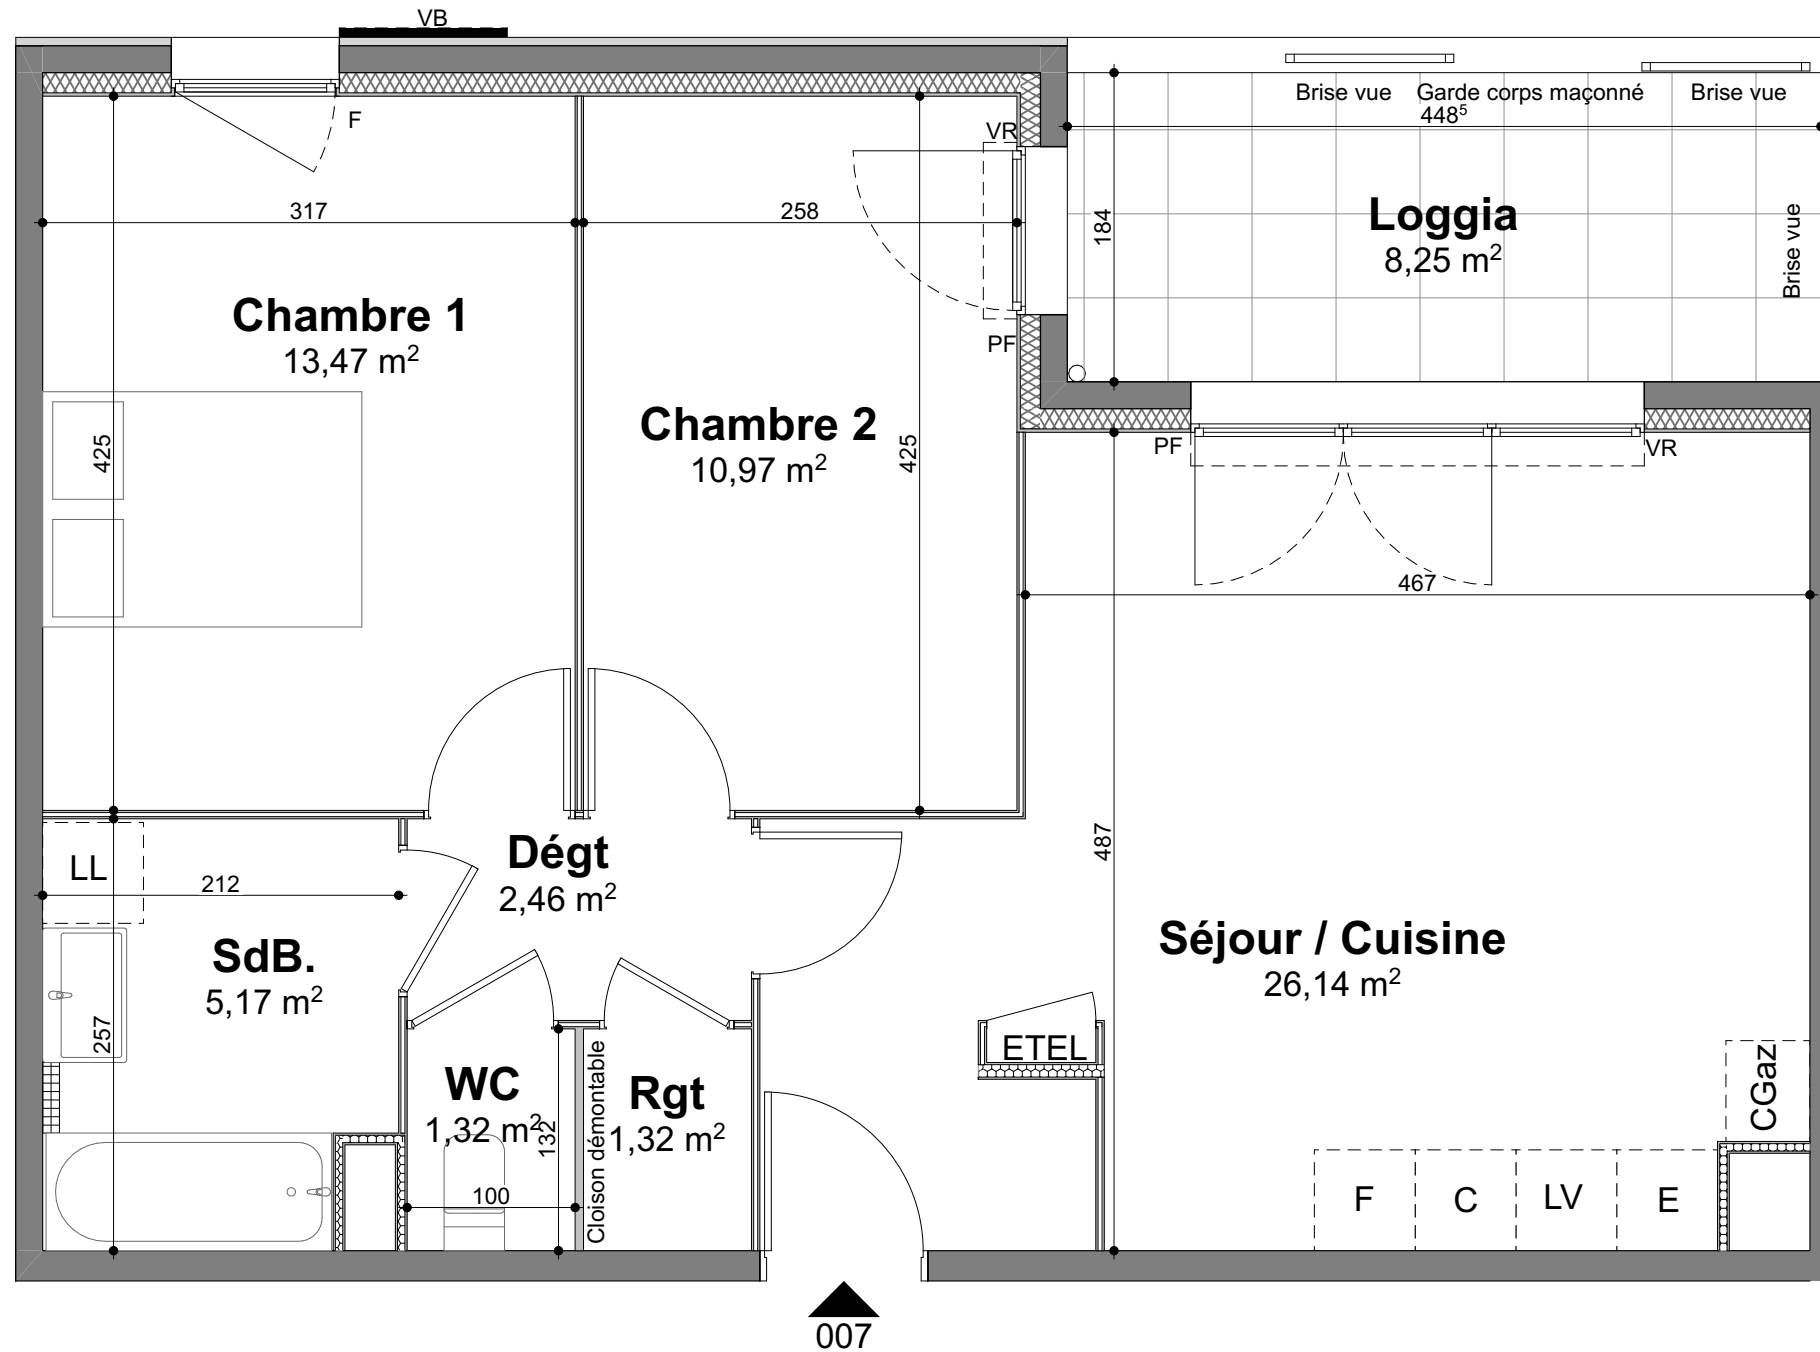 VB
Brise vue
Garde corps maçonné
Brise vue
448⁵
F
VR
317
258
184
Loggia
8,25 m²
Brise vue
Chambre 1
13,47 m²
PF
Chambre 2
10,97 m²
425
425
PF
VR
467
487
LL
212
Dégt
2,46 m²
SdB.
5,17 m²
Séjour / Cuisine
26,14 m²
257
ETEL
CGaz
WC
1,32 m²
132
Cloison démontable
Rgt
1,32 m²
100
F
C
LV
E
007